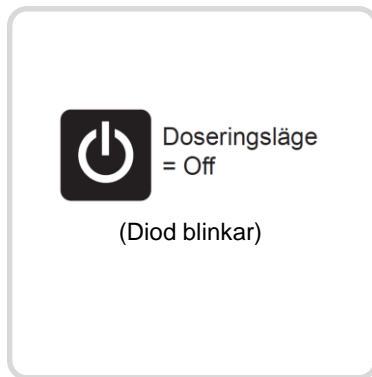 Doseringsläge
= Off
(Diod blinkar)